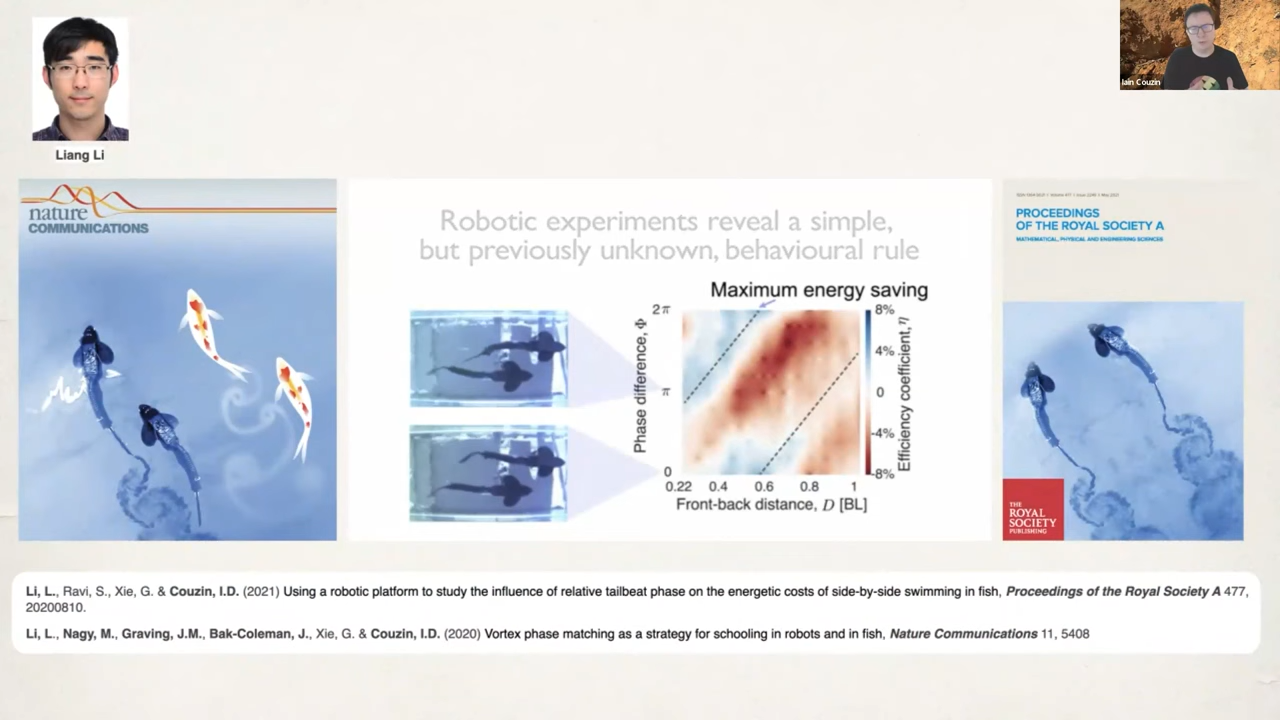 Iain Couzin
Liang Li
nature
COMMUNICATIONS
Robotic experiments reveal a simple,
but previously unknown, behavioural rule
Maximum energy saving
Phase difference, Φ
2π
π
0
0.22 0.4 0.6 0.8 1
Front-back distance, D [BL]
8%
4%
0
-4%
-8%
Efficiency coefficient, η
PROCEEDINGS
OF THE ROYAL SOCIETY A
MATHEMATICAL, PHYSICAL AND ENGINEERING SCIENCES
THE
ROYAL
SOCIETY
PUBLISHING
Li, L., Ravi, S., Xie, G. & Couzin, I.D. (2021) Using a robotic platform to study the influence of relative tailbeat phase on the energetic costs of side-by-side swimming in fish, Proceedings of the Royal Society A 477,
20200810.
Li, L., Nagy, M., Graving, J.M., Bak-Coleman, J., Xie, G. & Couzin, I.D. (2020) Vortex phase matching as a strategy for schooling in robots and in fish, Nature Communications 11, 5408